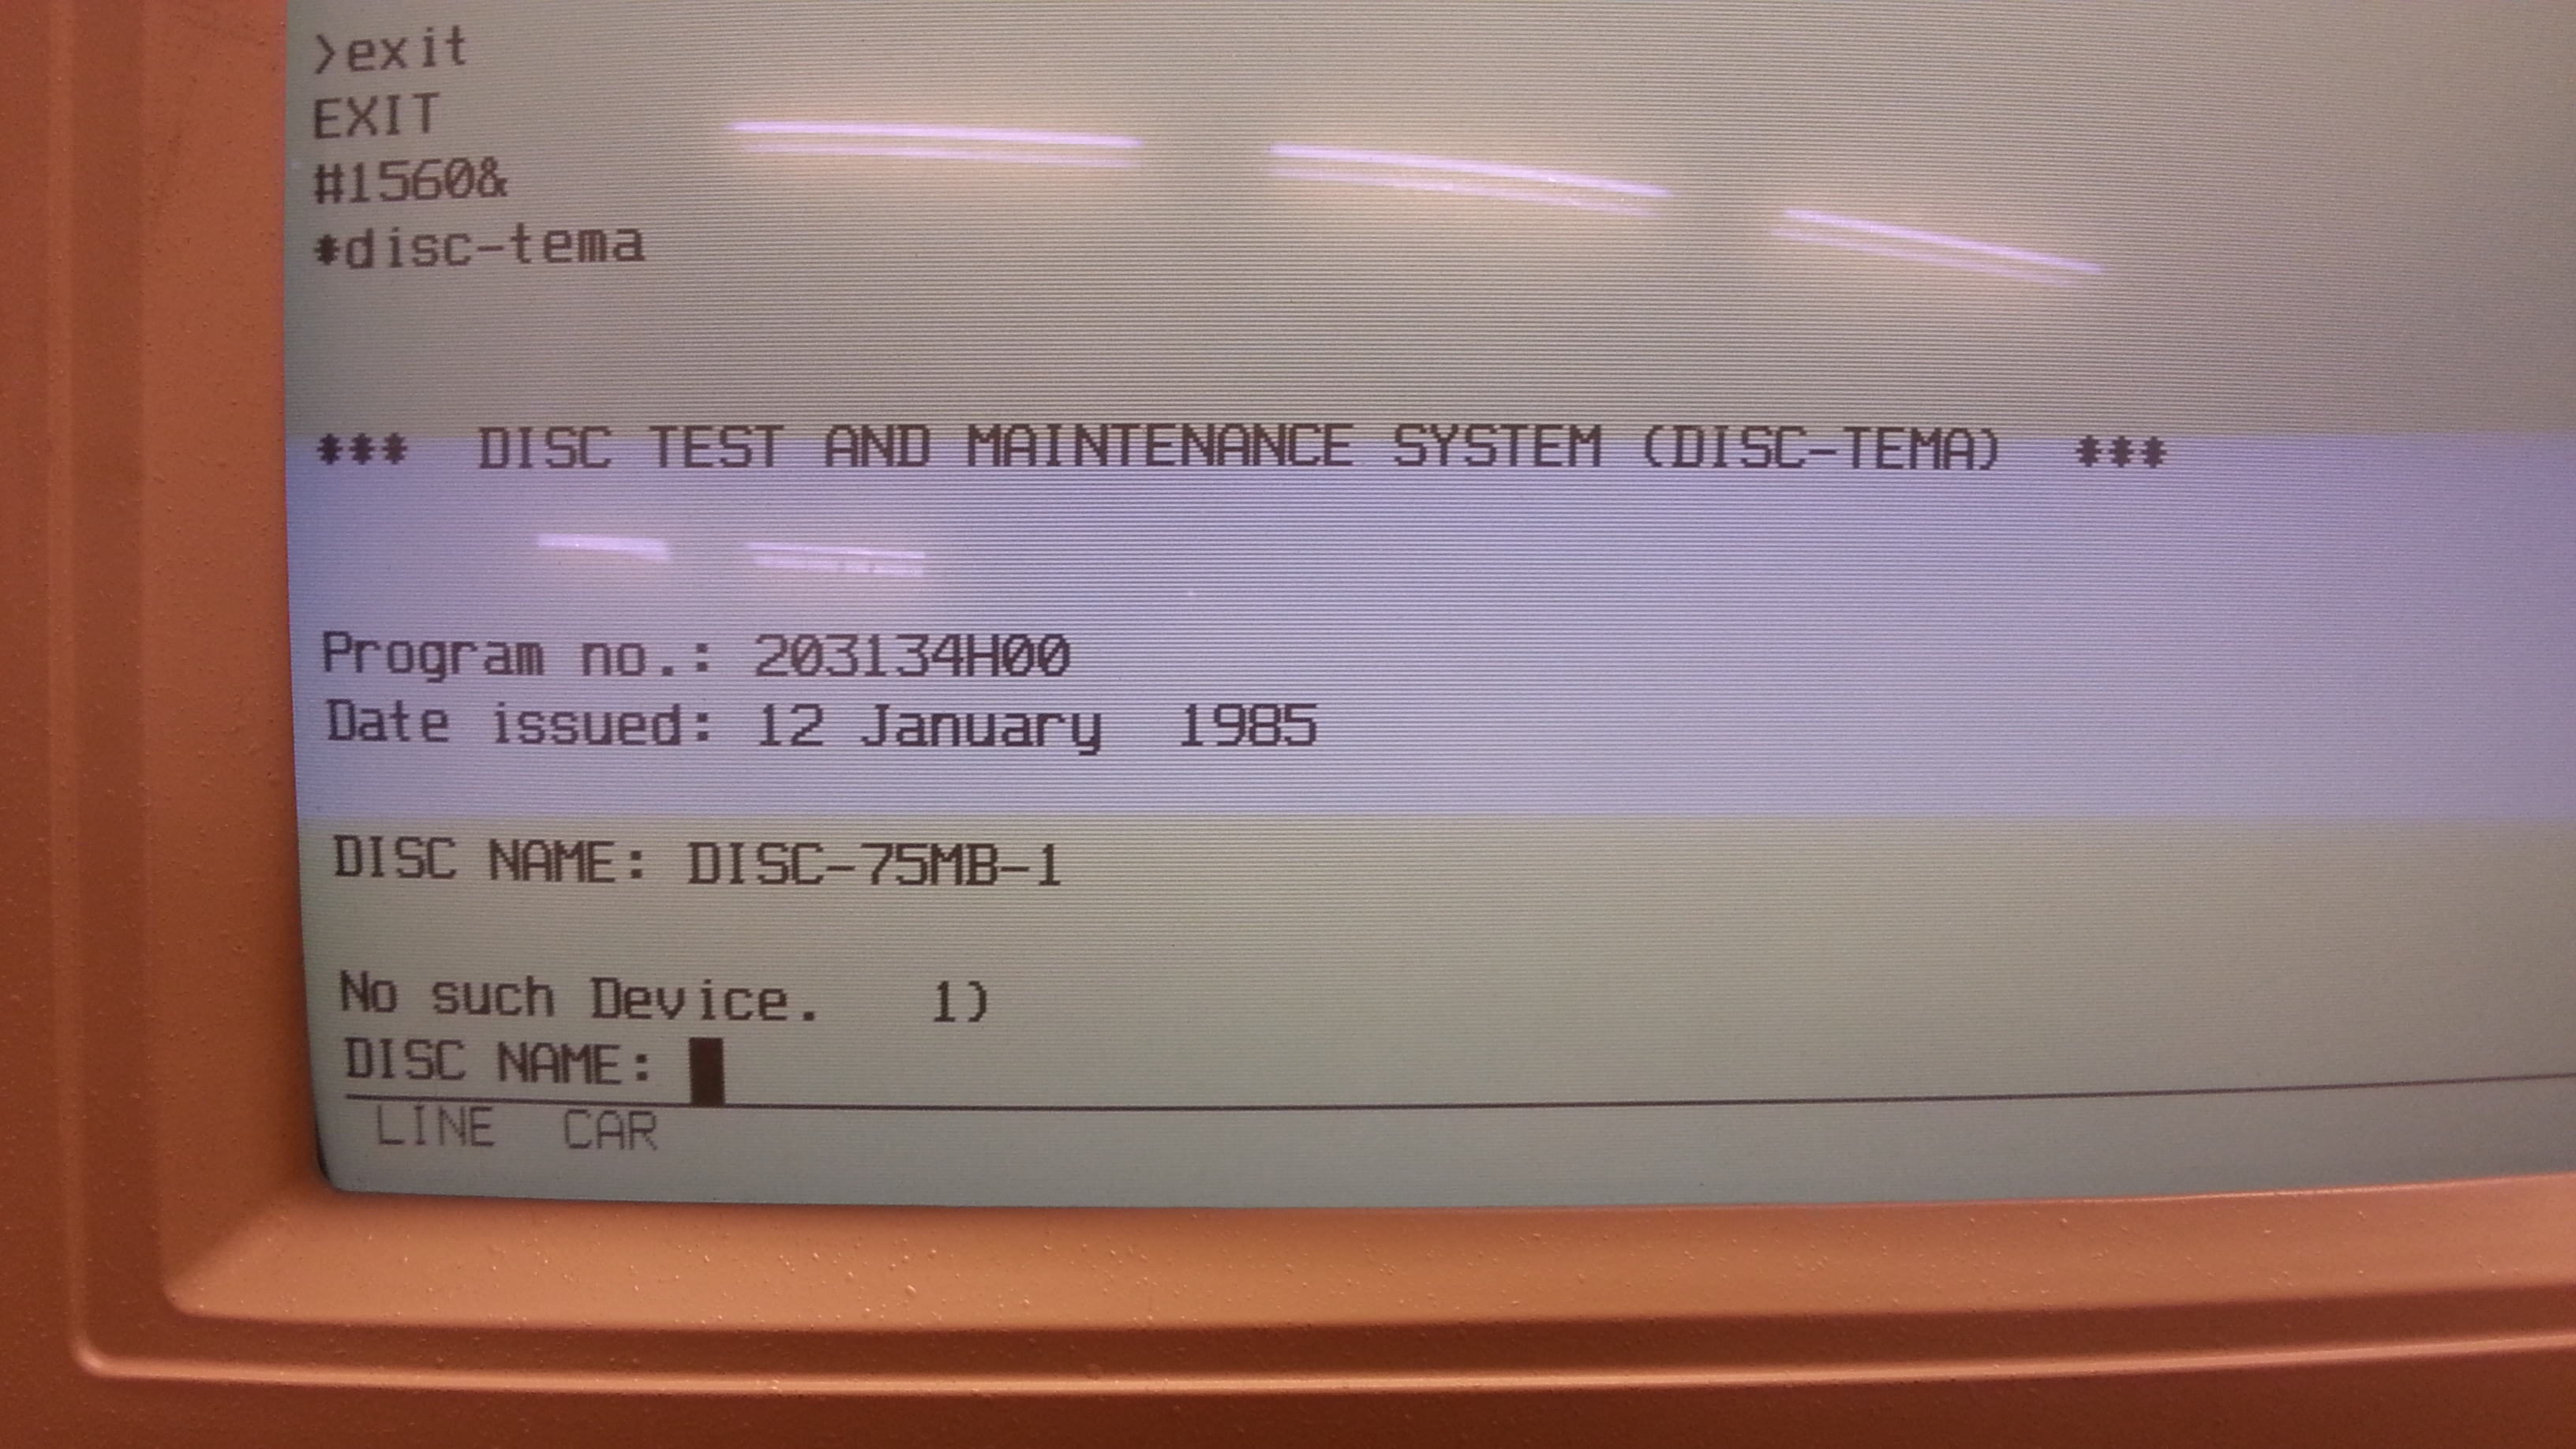 >exit
EXIT
#1560&
*disc-tema
***  DISC TEST AND MAINTENANCE SYSTEM (DISC-TEMA)  ***
Program no.: 203134H00
Date issued: 12 January  1985
DISC NAME: DISC-75MB-1
No such Device.   1)
DISC NAME:
LINE  CAR